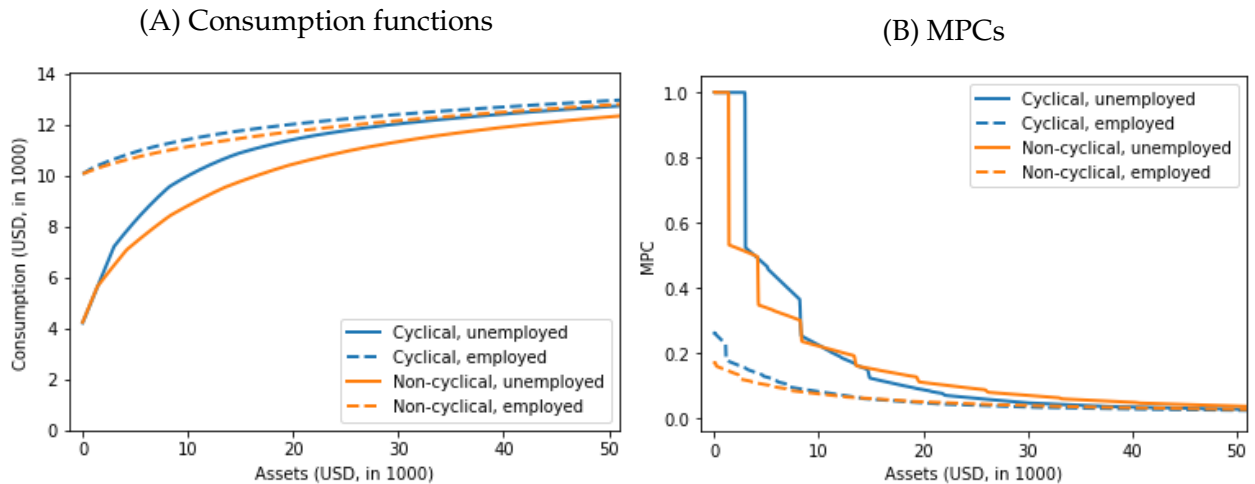 (A) Consumption functions
14
12
10
8
6
4
2
0
Consumption (USD, in 1000)
0 10 20 30 40 50
Assets (USD, in 1000)
Cyclical, unemployed
Cyclical, employed
Non-cyclical, unemployed
Non-cyclical, employed
(B) MPCs
1.0
0.8
0.6
0.4
0.2
0.0
MPC
0 10 20 30 40 50
Assets (USD, in 1000)
Cyclical, unemployed
Cyclical, employed
Non-cyclical, unemployed
Non-cyclical, employed